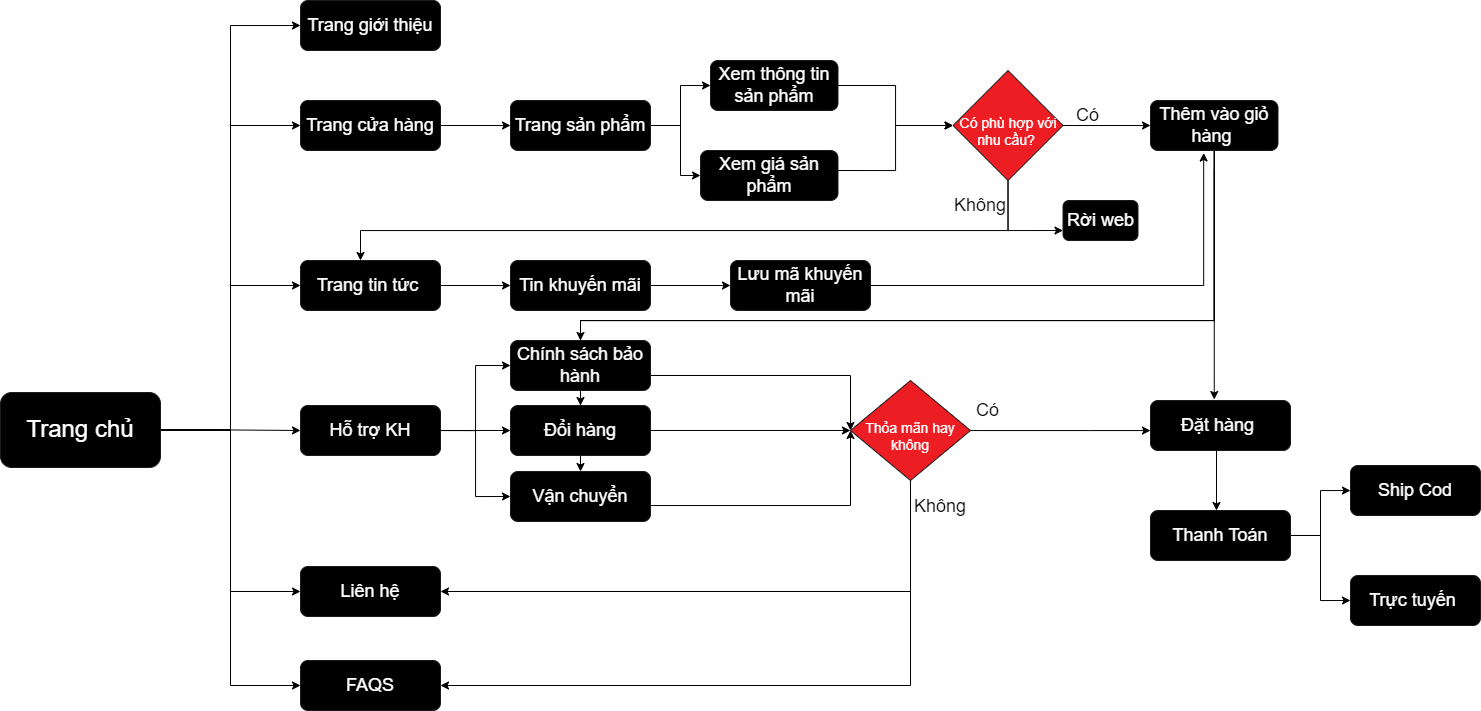 Trang giới thiệu
Xem thông tin
sản phẩm
Trang cửa hàng
Trang sản phẩm
Có phù hợp với
nhu cầu?
Có
Thêm vào giỏ
hàng
Xem giá sản
phẩm
Không
Rời web
Trang tin tức
Tin khuyến mãi
Lưu mã khuyến
mãi
Chính sách bảo
hành
Trang chủ
Hỗ trợ KH
Đổi hàng
Thỏa mãn hay
không
Có
Đặt hàng
Vận chuyển
Không
Ship Cod
Thanh Toán
Liên hệ
Trực tuyến
FAQS